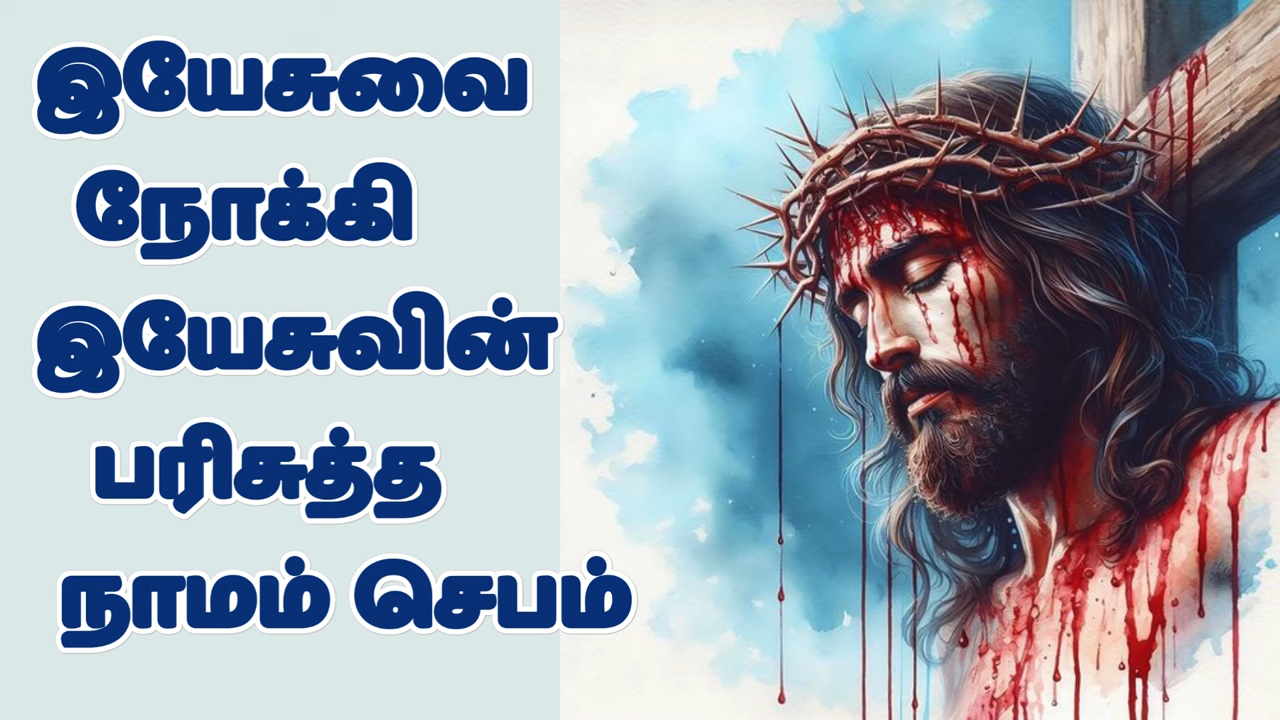 இயேசுவை
நோக்கி
இயேசுவின்
பரிசுத்த
நாமம் செபம்